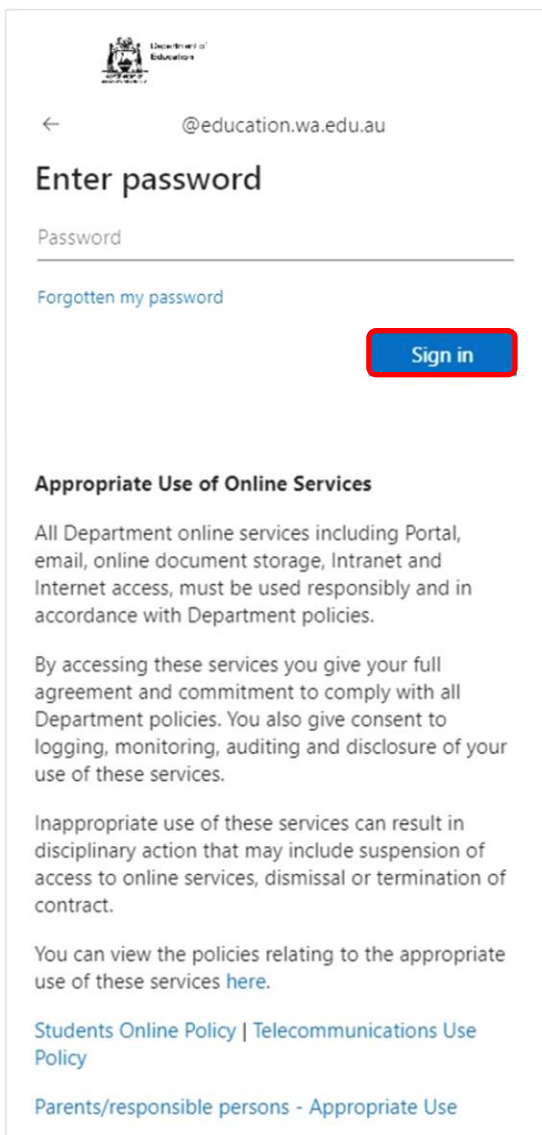 Department of
Education
← @education.wa.edu.au
Enter password
Password
Forgotten my password
Sign in
Appropriate Use of Online Services
All Department online services including Portal,
email, online document storage, Intranet and
Internet access, must be used responsibly and in
accordance with Department policies.
By accessing these services you give your full
agreement and commitment to comply with all
Department policies. You also give consent to
logging, monitoring, auditing and disclosure of your
use of these services.
Inappropriate use of these services can result in
disciplinary action that may include suspension of
access to online services, dismissal or termination of
contract.
You can view the policies relating to the appropriate
use of these services here.
Students Online Policy | Telecommunications Use
Policy
Parents/responsible persons - Appropriate Use